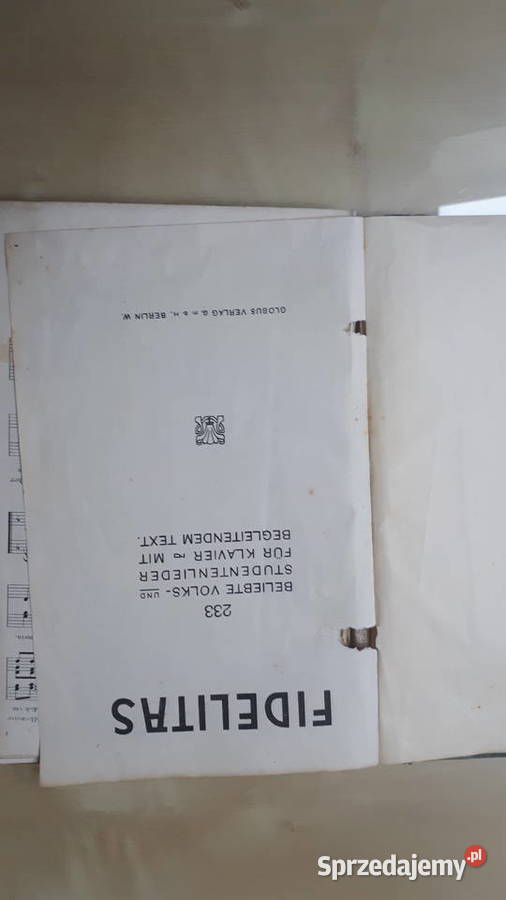 FIDELITAS
233
BELIEBTE VOLKS- UND
STUDENTENLIEDER
FÜR KLAVIER ~ MIT
BEGLEITENDEM TEXT.
GLOBUS VERLAG G. M. B. H. BERLIN W.
Sprzedajemy.pl